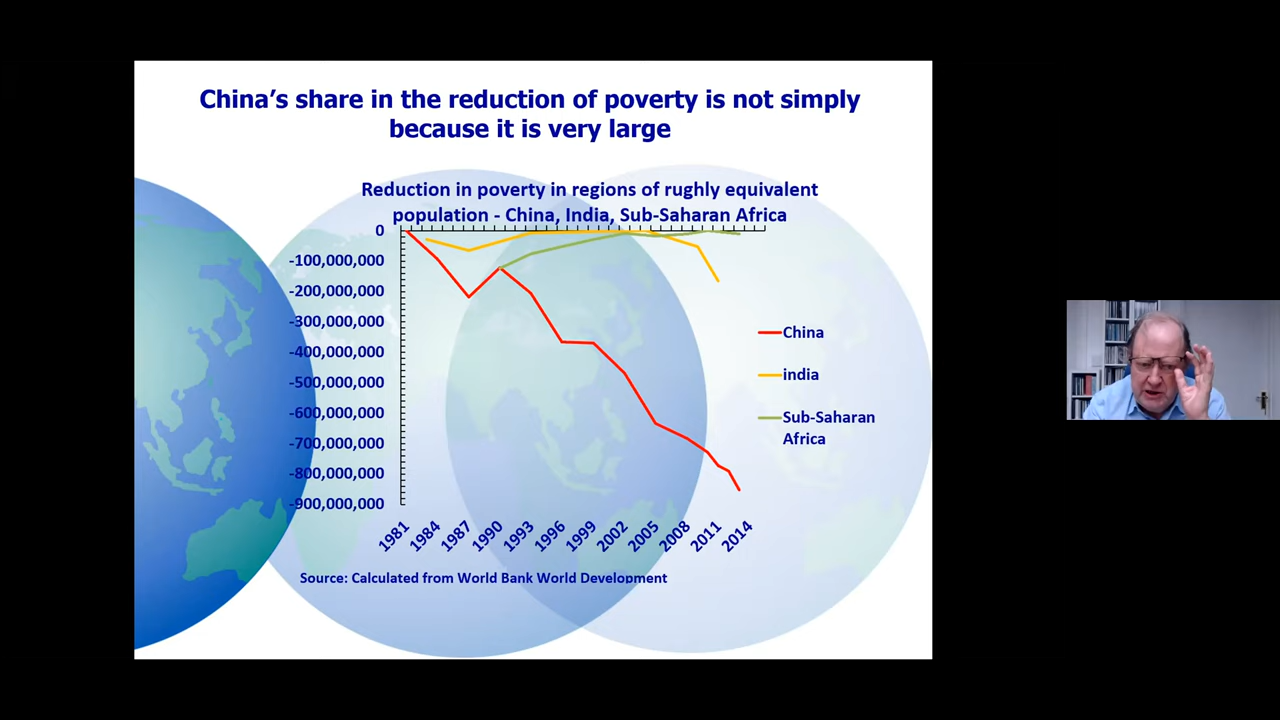 China's share in the reduction of poverty is not simply
because it is very large
Reduction in poverty in regions of rughly equivalent
population - China, India, Sub-Saharan Africa
0
-100,000,000
-200,000,000
-300,000,000
-400,000,000
-500,000,000
-600,000,000
-700,000,000
-800,000,000
-900,000,000
1981
1984
1987
1990
1993
1996
1999
2002
2005
2008
2011
2014
China
india
Sub-Saharan
Africa
Source: Calculated from World Bank World Development